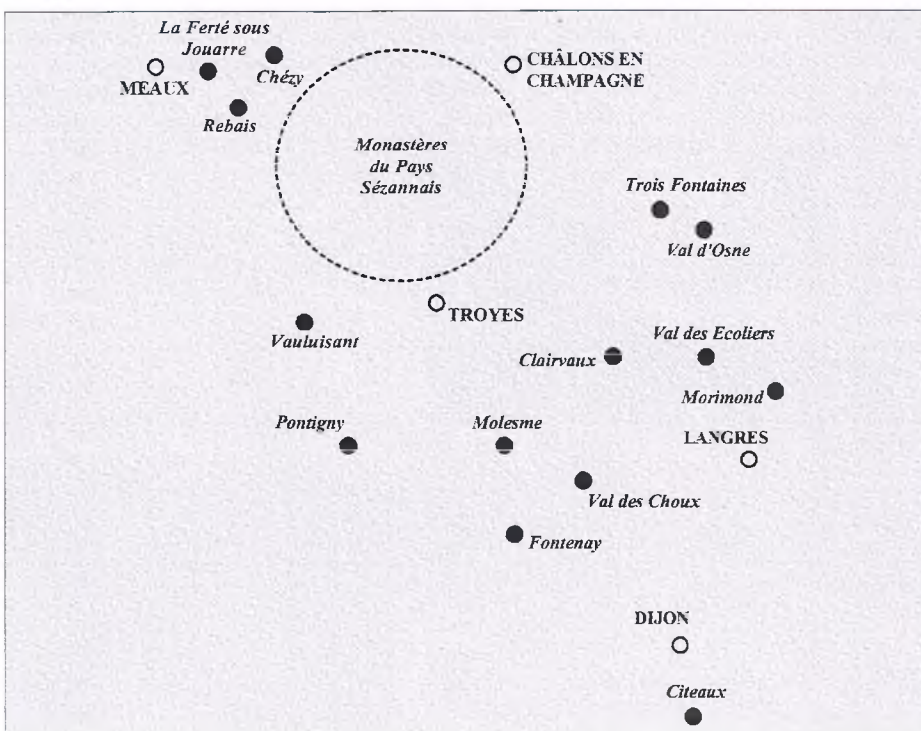 La Ferté sous
Jouarre
Chézy
MEAUX
Rebais
CHÂLONS EN
CHAMPAGNE
Monastères
du Pays
Sézannais
Trois Fontaines
Val d'Osne
TROYES
Vauluisant
Val des Ecoliers
Clairvaux
Morimond
Pontigny
Molesme
LANGRES
Val des Choux
Fontenay
DIJON
Citeaux